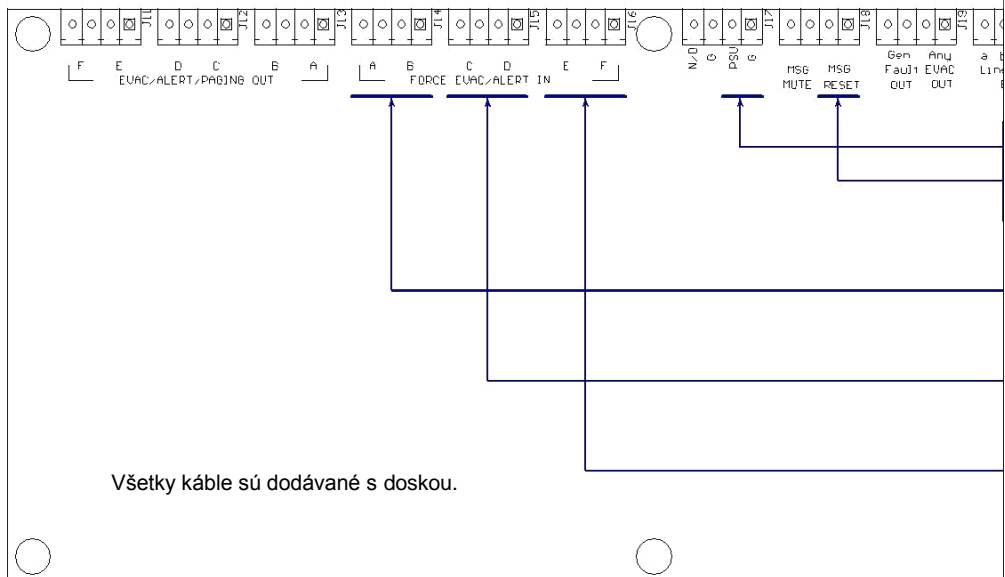 J11 J12 J13 J14 J15 J16 J17 J18 J19
F E D C B A
EVAC/ALERT/PAGING OUT
A B C D E F
FORCE EVAC/ALERT IN
N/D G PSU G
MSG MUTE
MSG RESET
Gen Fault OUT
Any EVAC OUT
a b
Line
Všetky káble sú dodávané s doskou.